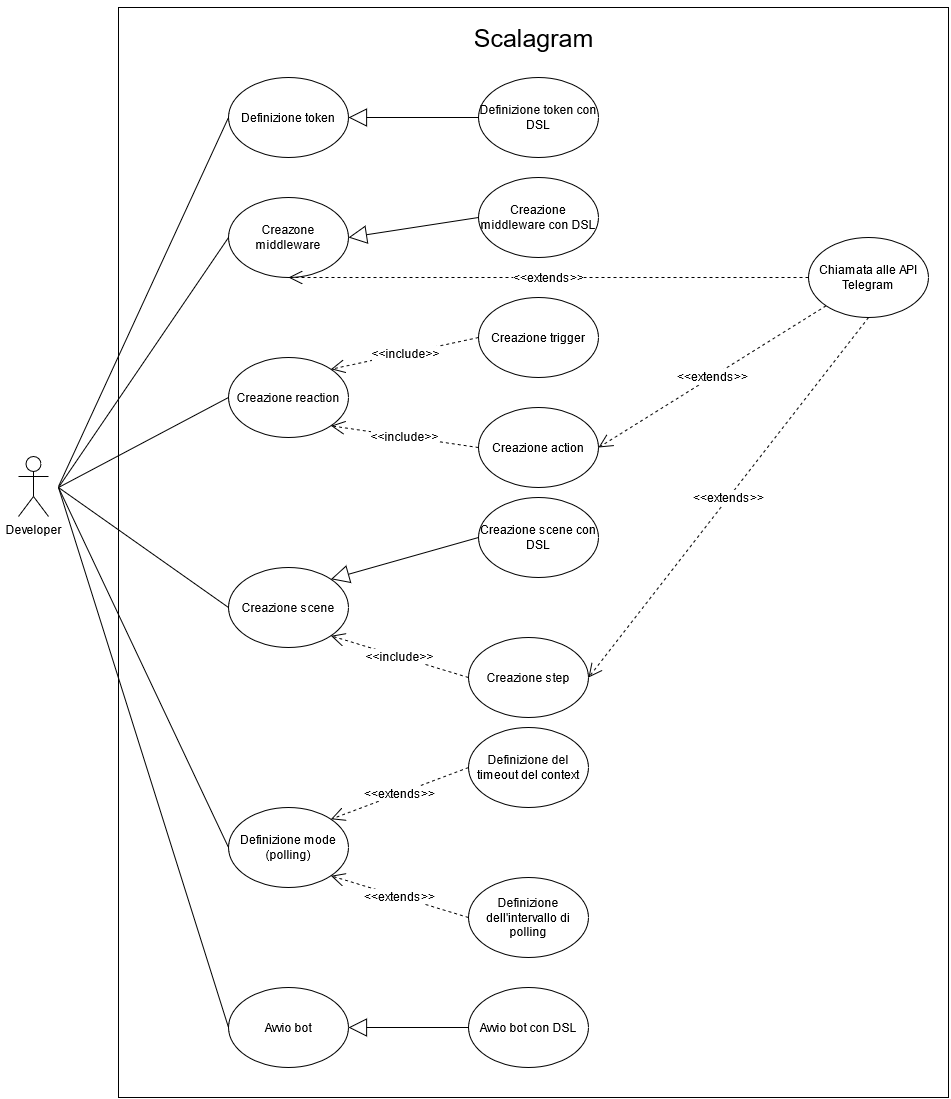 Scalagram
Definizione token
Definizione token con
DSL
Creazone
middleware
Creazione
middleware con DSL
<<extends>>
Chiamata alle API
Telegram
Creazione trigger
<<include>>
<<extends>>
Creazione reaction
<<include>>
Creazione action
<<extends>>
Developer
Creazione scene con
DSL
Creazione scene
<<include>>
Creazione step
Definizione del
timeout del context
<<extends>>
Definizione mode
(polling)
<<extends>>
Definizione
dell'intervallo di
polling
Avvio bot
Avvio bot con DSL